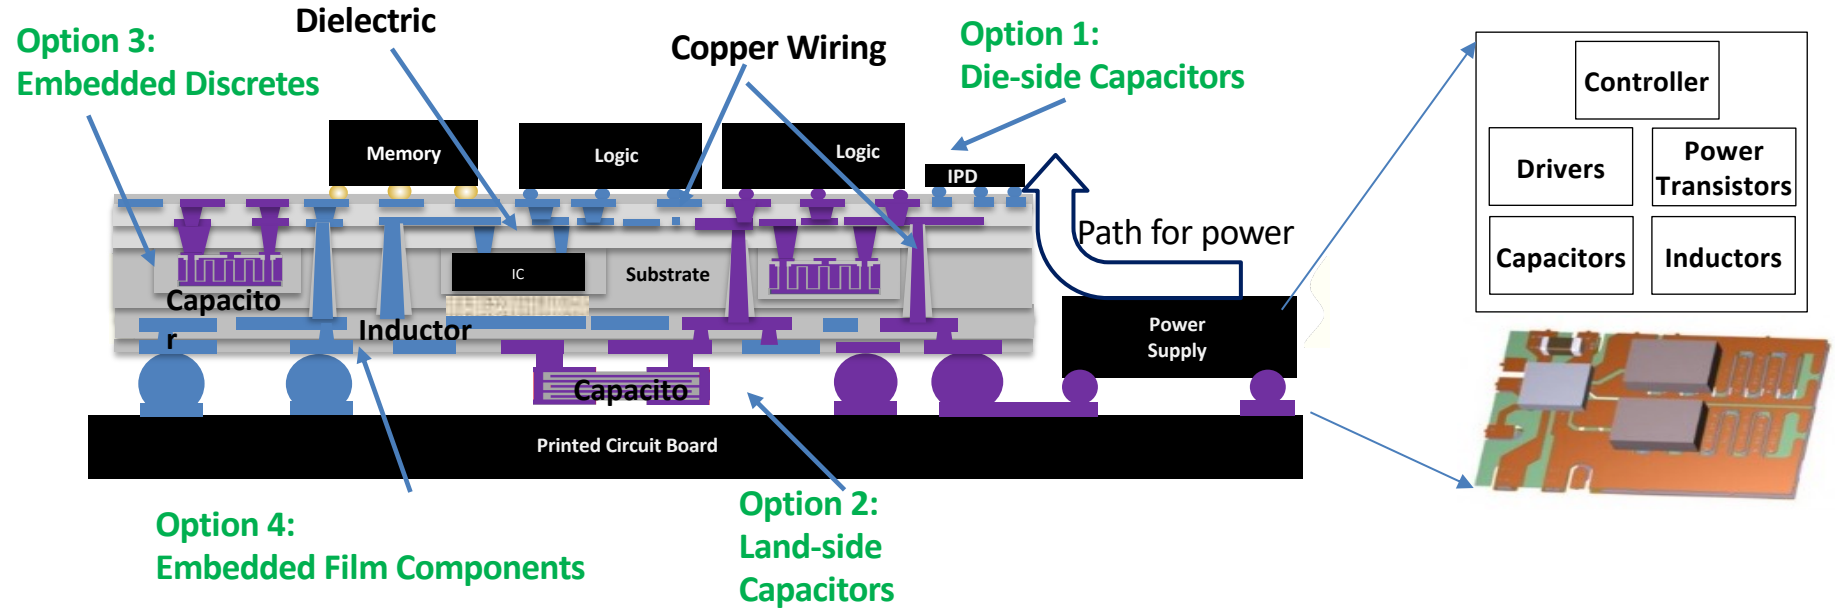 Option 3:
Embedded Discretes
Dielectric
Copper Wiring
Option 1:
Die-side Capacitors
Memory
Logic
Logic
IPD
Path for power
IC
Substrate
Capacito
r
Inductor
Capacito
Power
Supply
Printed Circuit Board
Option 4:
Embedded Film Components
Option 2:
Land-side
Capacitors
Controller
Drivers
Power
Transistors
Capacitors
Inductors